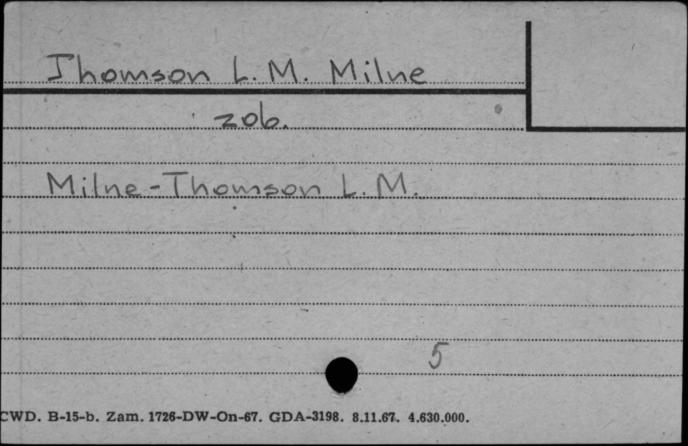 Thomson L. M. Milne
zob.
Milne-Thomson L. M.
5
CWD. B-15-b. Zam. 1726-DW-On-67. GDA-3198. 8.11.67. 4.630.000.